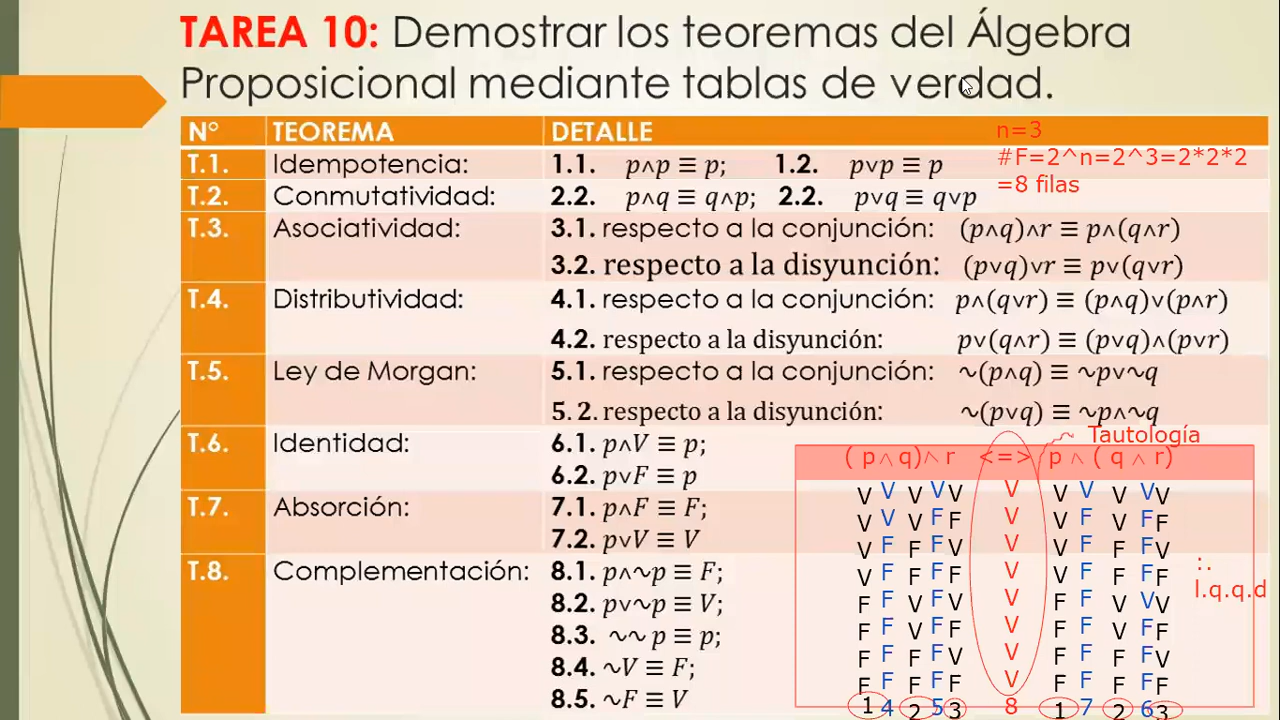 TAREA 10: Demostrar los teoremas del Álgebra
Proposicional mediante tablas de verdad.
N° TEOREMA DETALLE
n=3
#F=2^n=2^3=2*2*2
=8 filas
T.1. Idempotencia: 1.1. p∧p ≡ p; 1.2. p∨p ≡ p
T.2. Conmutatividad: 2.2. p∧q ≡ q∧p; 2.2. p∨q ≡ q∨p
T.3. Asociatividad: 3.1. respecto a la conjunción: (p∧q)∧r ≡ p∧(q∧r)
3.2. respecto a la disyunción: (p∨q)∨r ≡ p∨(q∨r)
T.4. Distributividad: 4.1. respecto a la conjunción: p∧(q∨r) ≡ (p∧q)∨(p∧r)
4.2. respecto a la disyunción: p∨(q∧r) ≡ (p∨q)∧(p∨r)
T.5. Ley de Morgan: 5.1. respecto a la conjunción: ∼(p∧q) ≡ ∼p∨∼q
5.2. respecto a la disyunción: ∼(p∨q) ≡ ∼p∧∼q
T.6. Identidad: 6.1. p∧V ≡ p;
6.2. p∨F ≡ p
T.7. Absorción: 7.1. p∧F ≡ F;
7.2. p∨V ≡ V
T.8. Complementación: 8.1. p∧∼p ≡ F;
8.2. p∨∼p ≡ V;
8.3. ∼∼ p ≡ p;
8.4. ∼V ≡ F;
8.5. ∼F ≡ V
Tautología
( p ∧ q) ∧ r <=> p ∧ ( q ∧ r)
V V V V V V V V V V V
V V V F F V V F V F F
V F F F V V V F F F V
V F F F F V V F F F F
F F V F V V F F V V V
F F V F F V F F V F F
F F F F V V F F F F V
F F F F F V F F F F F
1 4 2 5 3 8 1 7 2 6 3
:.
l.q.q.d